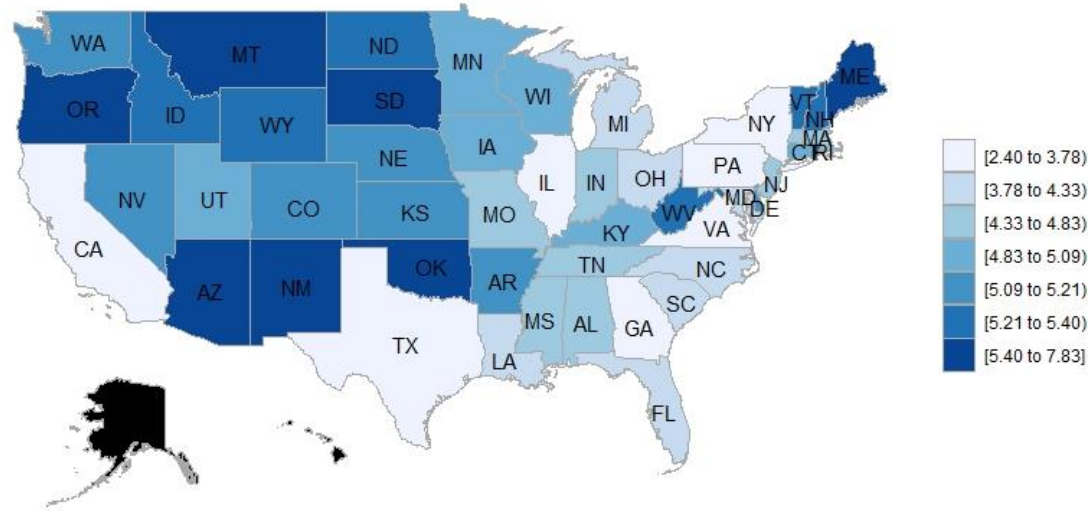 WA
MT
ND
MN
ME
OR
ID
SD
WI
VT
NH
WY
MI
NY
MA
CT
RI
NE
IA
PA
NV
UT
CO
IL
IN
OH
NJ
MD
DE
WV
KS
MO
KY
VA
CA
TN
NC
AZ
NM
OK
AR
SC
MS
AL
GA
TX
LA
FL
[2.40 to 3.78)
[3.78 to 4.33)
[4.33 to 4.83)
[4.83 to 5.09)
[5.09 to 5.21)
[5.21 to 5.40)
[5.40 to 7.83]